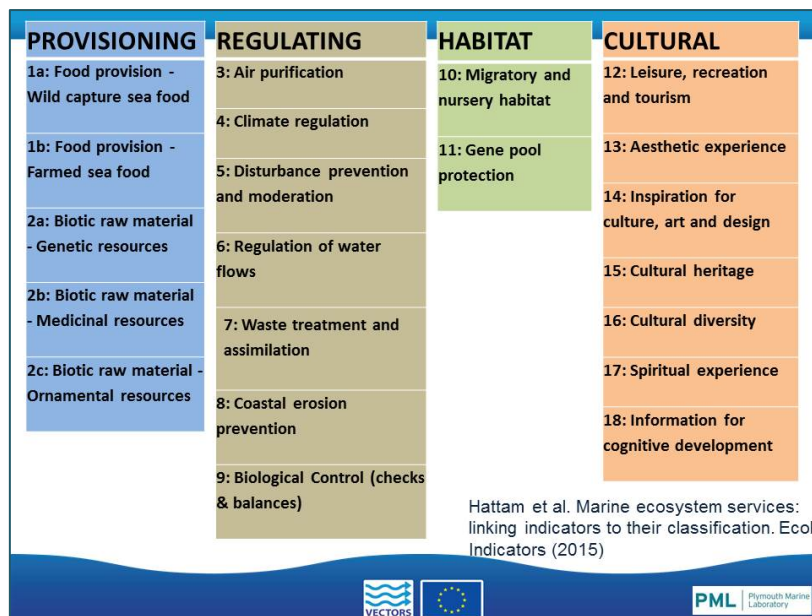 PROVISIONING
1a: Food provision -
Wild capture sea food
1b: Food provision -
Farmed sea food
2a: Biotic raw material
- Genetic resources
2b: Biotic raw material
- Medicinal resources
2c: Biotic raw material -
Ornamental resources
REGULATING
3: Air purification
4: Climate regulation
5: Disturbance prevention
and moderation
6: Regulation of water
flows
7: Waste treatment and
assimilation
8: Coastal erosion
prevention
9: Biological Control (checks
& balances)
HABITAT
10: Migratory and
nursery habitat
11: Gene pool
protection
CULTURAL
12: Leisure, recreation
and tourism
13: Aesthetic experience
14: Inspiration for
culture, art and design
15: Cultural heritage
16: Cultural diversity
17: Spiritual experience
18: Information for
cognitive development
Hattam et al. Marine ecosystem services:
linking indicators to their classification. Ecol
Indicators (2015)
VECTORS
PML Plymouth Marine
Laboratory